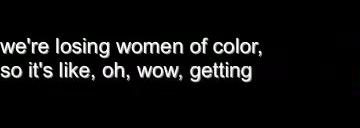 we're losing women of color,
so it's like, oh, wow, getting